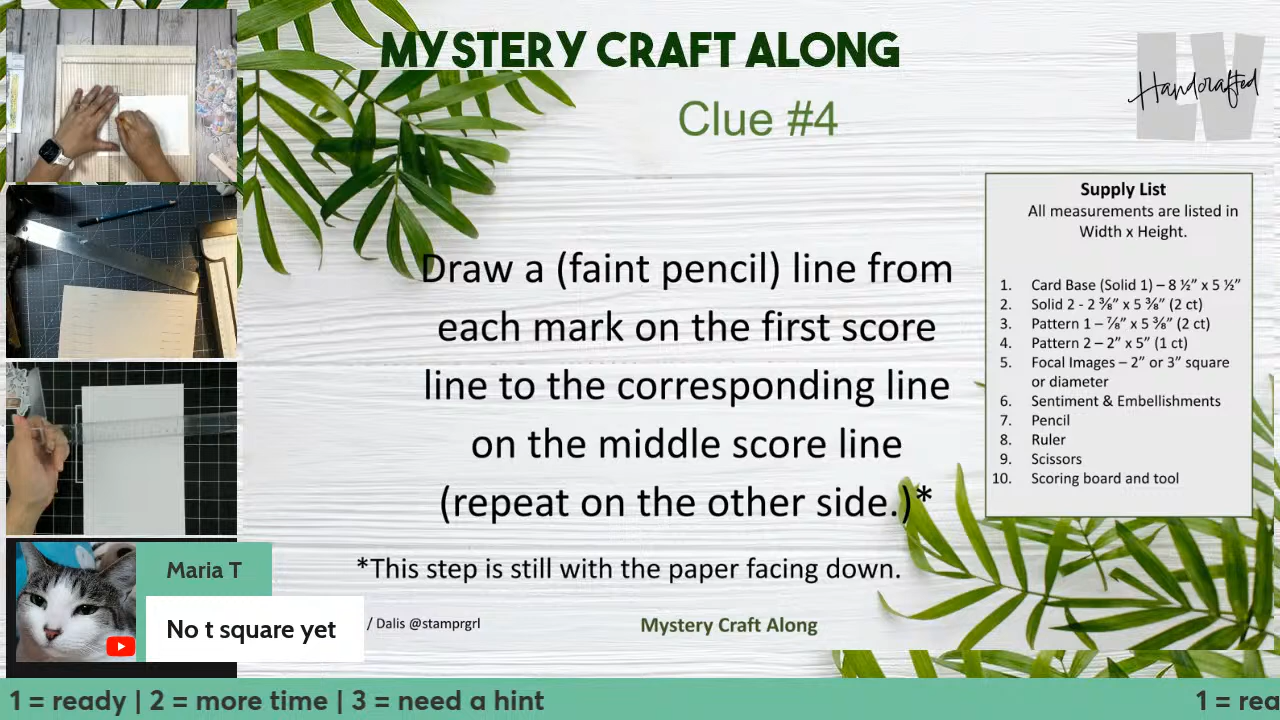 MYSTERY CRAFT ALONG
Handcrafted
Clue #4
Supply List
All measurements are listed in
Width x Height.
1. Card Base (Solid 1) – 8 ½” x 5 ½”
2. Solid 2 - 2 ⅜” x 5 ⅜” (2 ct)
3. Pattern 1 – ⅞” x 5 ⅜” (2 ct)
4. Pattern 2 – 2” x 5” (1 ct)
5. Focal Images – 2” or 3” square
or diameter
6. Sentiment & Embellishments
7. Pencil
8. Ruler
9. Scissors
10. Scoring board and tool
Draw a (faint pencil) line from
each mark on the first score
line to the corresponding line
on the middle score line
(repeat on the other side.)*
*This step is still with the paper facing down.
Maria T
No t square yet
/ Dalis @stamprgrl
Mystery Craft Along
1 = ready | 2 = more time | 3 = need a hint
1 = rea